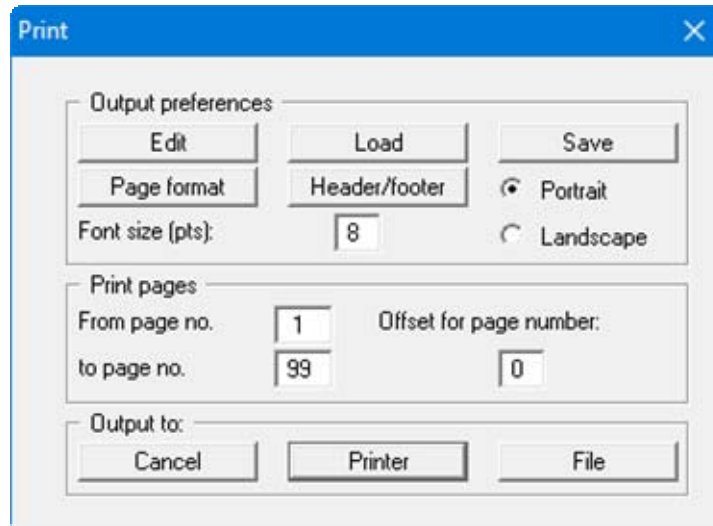 Print
Output preferences
Edit Load Save
Page format Header/footer Portrait
Font size (pts): 8 Landscape
Print pages
From page no. 1 Offset for page number:
to page no. 99 0
Output to:
Cancel Printer File